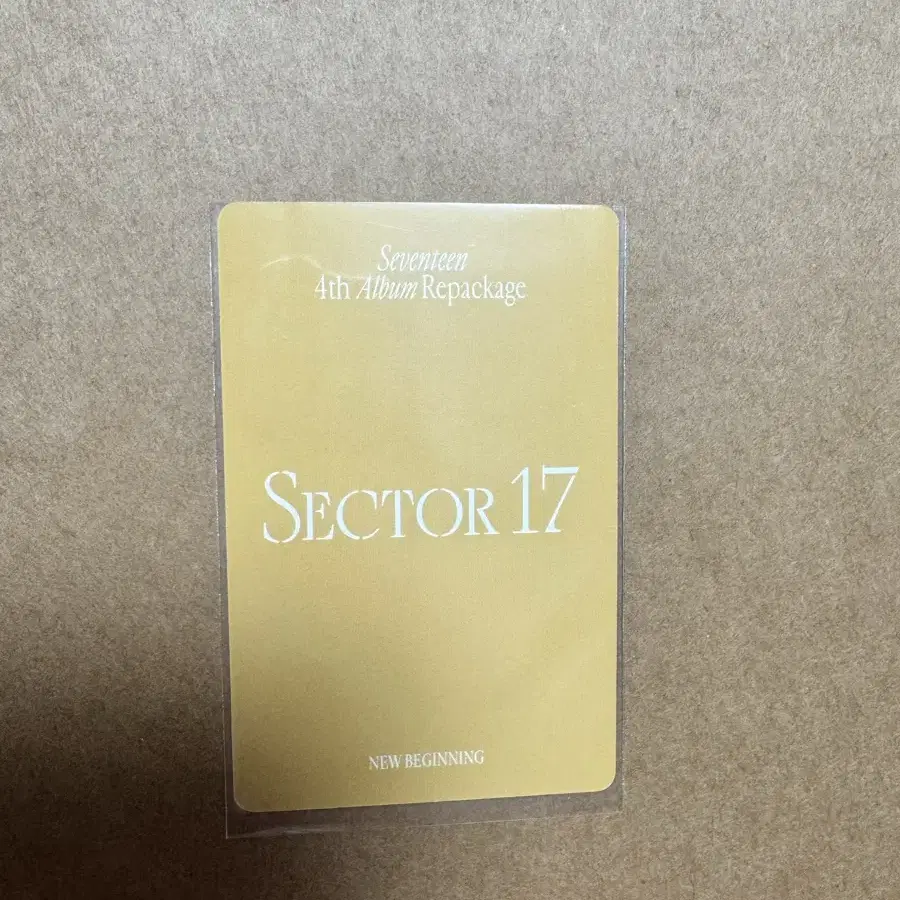 Seventeen
4th Album Repackage
SECTOR 17
NEW BEGINNING